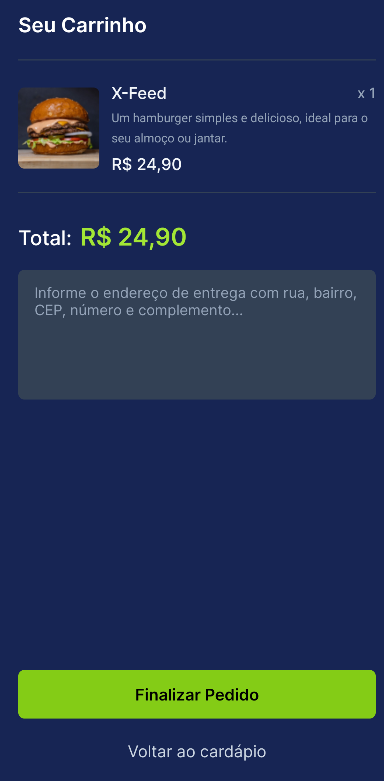 Seu Carrinho
X-Feed
x 1
Um hamburger simples e delicioso, ideal para o
seu almoço ou jantar.
R$ 24,90
Total: R$ 24,90
Informe o endereço de entrega com rua, bairro,
CEP, número e complemento...
Finalizar Pedido
Voltar ao cardápio